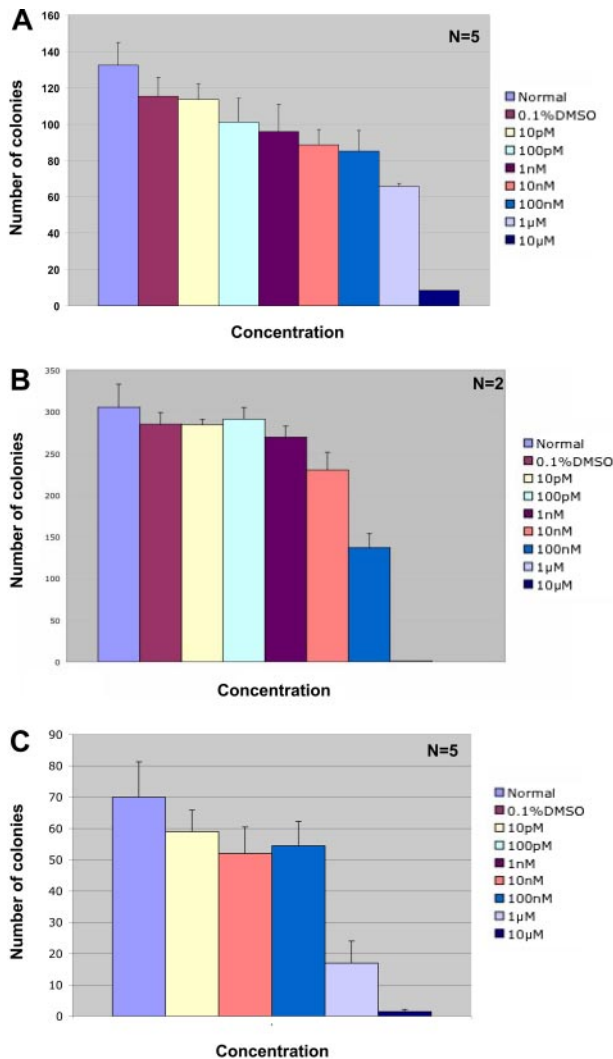 A
N=5
Number of colonies
160
140
120
100
80
60
40
20
0
Concentration
Normal
0.1%DMSO
10pM
100pM
1nM
10nM
100nM
1µM
10µM
B
N=2
Number of colonies
350
300
250
200
150
100
50
0
Concentration
Normal
0.1%DMSO
10pM
100pM
1nM
10nM
100nM
1µM
10µM
C
N=5
Number of colonies
90
80
70
60
50
40
30
20
10
0
Concentration
Normal
0.1%DMSO
10pM
100pM
1nM
10nM
100nM
1µM
10µM